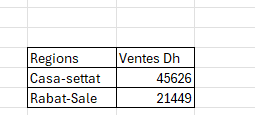 Regions Ventes Dh
Casa-settat 45626
Rabat-Sale 21449